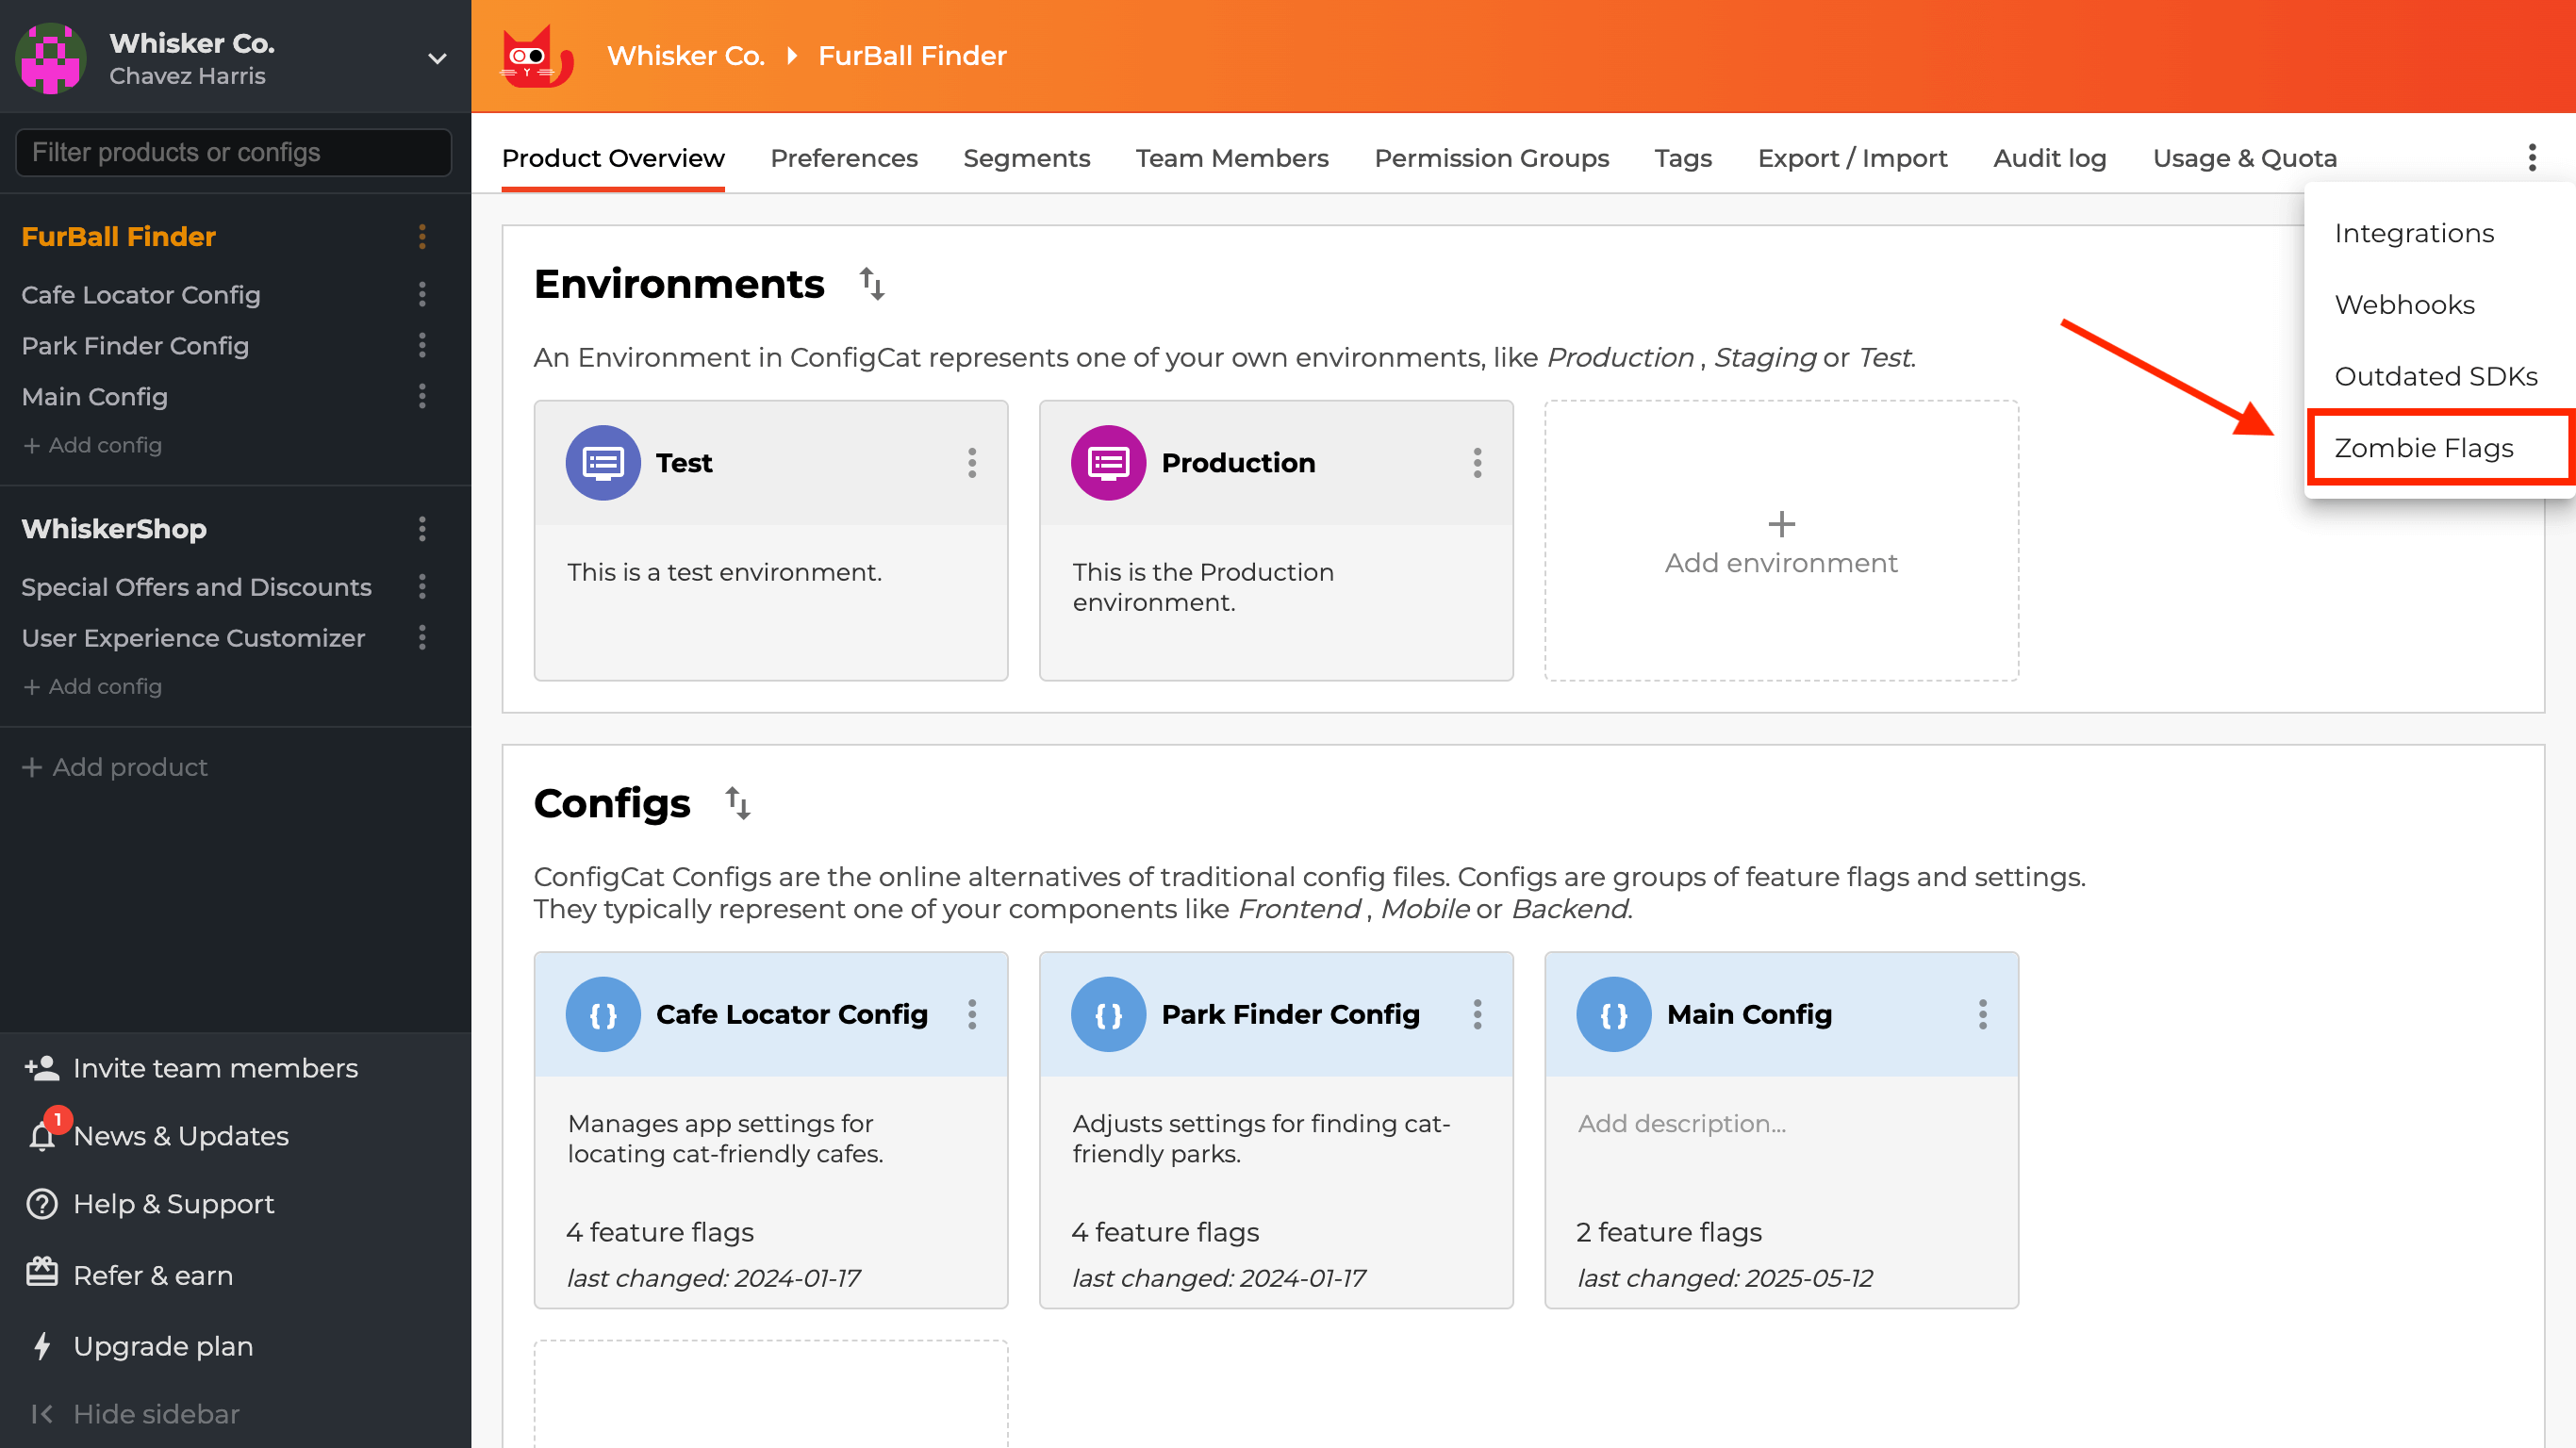 Whisker Co.
Chavez Harris
Filter products or configs
FurBall Finder
Cafe Locator Config
Park Finder Config
Main Config
+ Add config
WhiskerShop
Special Offers and Discounts
User Experience Customizer
+ Add config
+ Add product
Invite team members
1
News & Updates
Help & Support
Refer & earn
Upgrade plan
Hide sidebar
Whisker Co. FurBall Finder
Product Overview Preferences Segments Team Members Permission Groups Tags Export / Import Audit log Usage & Quota
Integrations
Webhooks
Outdated SDKs
Zombie Flags
Environments
An Environment in ConfigCat represents one of your own environments, like Production , Staging or Test.
Test
This is a test environment.
Production
This is the Production
environment.
+
Add environment
Configs
ConfigCat Configs are the online alternatives of traditional config files. Configs are groups of feature flags and settings.
They typically represent one of your components like Frontend , Mobile or Backend.
{} Cafe Locator Config
Manages app settings for
locating cat-friendly cafes.
4 feature flags
last changed: 2024-01-17
{} Park Finder Config
Adjusts settings for finding cat-
friendly parks.
4 feature flags
last changed: 2024-01-17
{} Main Config
Add description...
2 feature flags
last changed: 2025-05-12